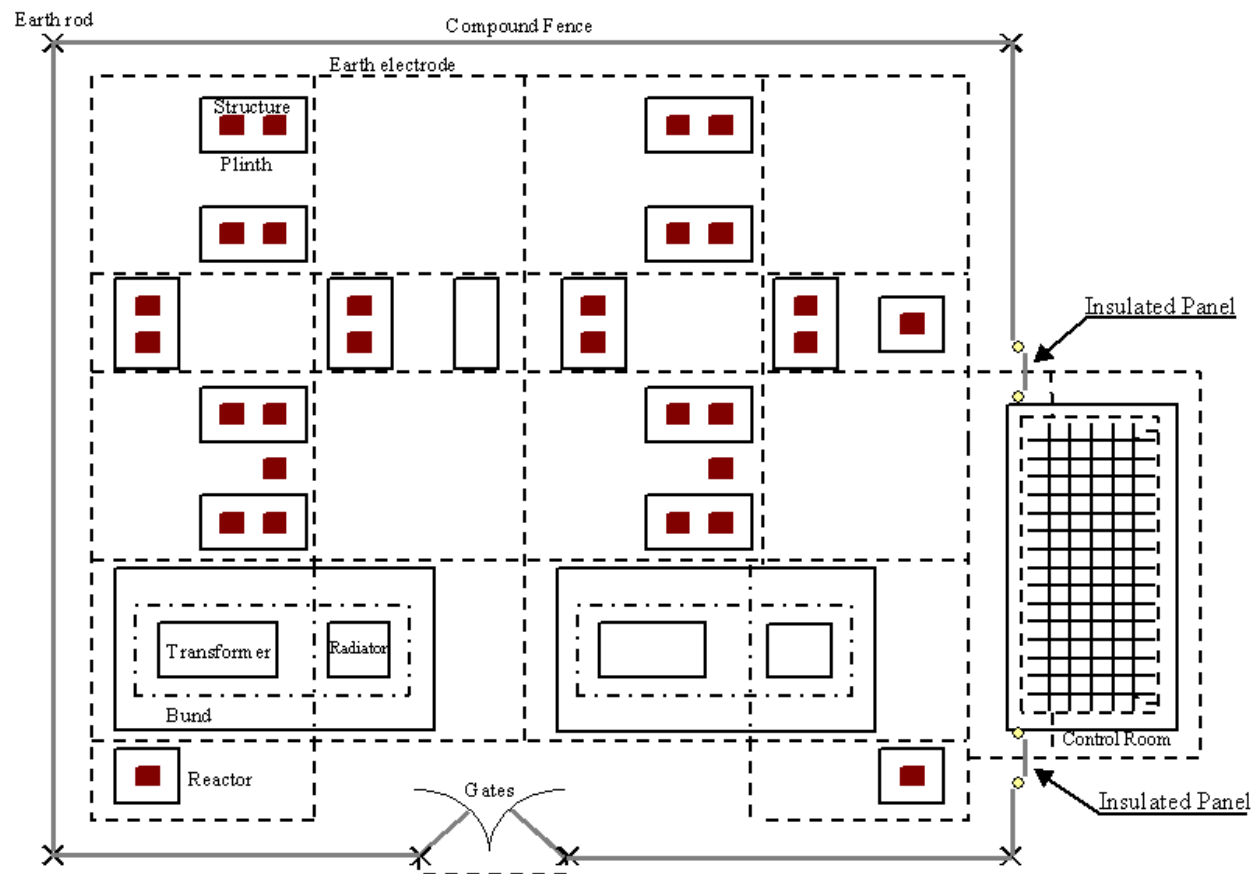 Earth rod
Compound Fence
Earth electrode
Structure
Plinth
Insulated Panel
Transformer
Radiator
Bund
Control Room
Reactor
Gates
Insulated Panel